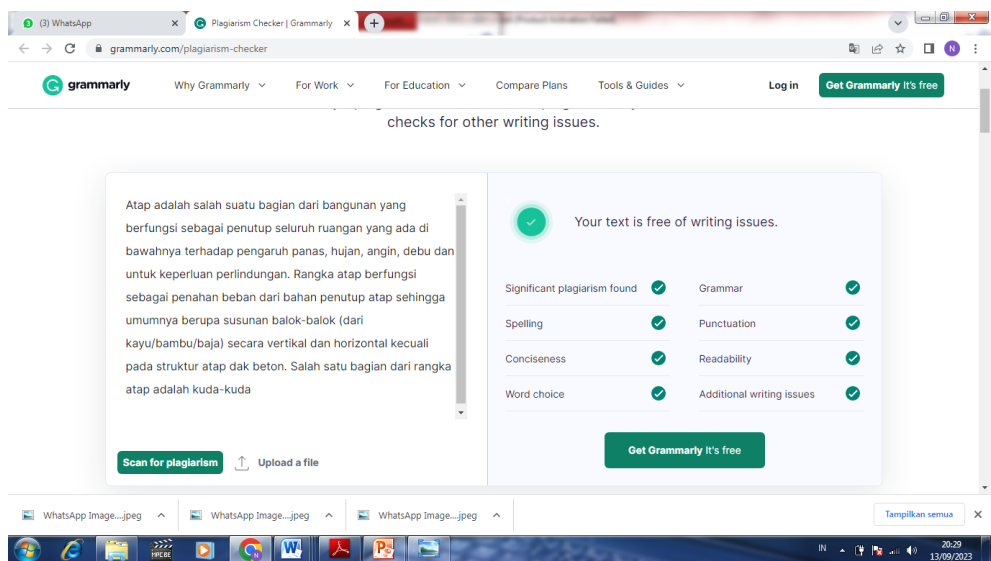 (3) WhatsApp
Plagiarism Checker | Grammarly
grammarly.com/plagiarism-checker
N
grammarly
Why Grammarly
For Work
For Education
Compare Plans
Tools & Guides
Log in
Get Grammarly It's free
checks for other writing issues.
Atap adalah salah suatu bagian dari bangunan yang
berfungsi sebagai penutup seluruh ruangan yang ada di
bawahnya terhadap pengaruh panas, hujan, angin, debu dan
untuk keperluan perlindungan. Rangka atap berfungsi
sebagai penahan beban dari bahan penutup atap sehingga
umumnya berupa susunan balok-balok (dari
kayu/bambu/baja) secara vertikal dan horizontal kecuali
pada struktur atap dak beton. Salah satu bagian dari rangka
atap adalah kuda-kuda
Scan for plagiarism
Upload a file
Your text is free of writing issues.
Significant plagiarism found
Grammar
Spelling
Punctuation
Conciseness
Readability
Word choice
Additional writing issues
Get Grammarly It's free
WhatsApp Image....jpeg
WhatsApp Image....jpeg
WhatsApp Image....jpeg
Tampilkan semua
MPCBE
IN
20:29
13/09/2023